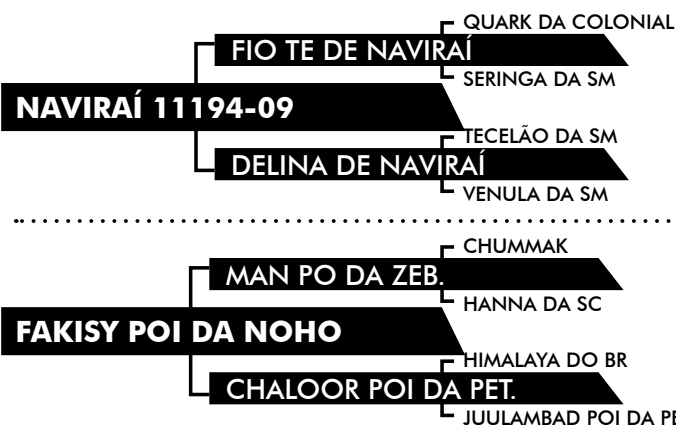 QUARK DA COLONIAL
FIO TE DE NAVIRAÍ
SERINGA DA SM
NAVIRAÍ 11194-09
TECELÃO DA SM
DELINA DE NAVIRAÍ
VENULA DA SM
CHUMMAK
MAN PO DA ZEB.
HANNA DA SC
FAKISY POI DA NOHO
HIMALAYA DO BR
CHALOOR POI DA PET.
JUULAMBAD POI DA